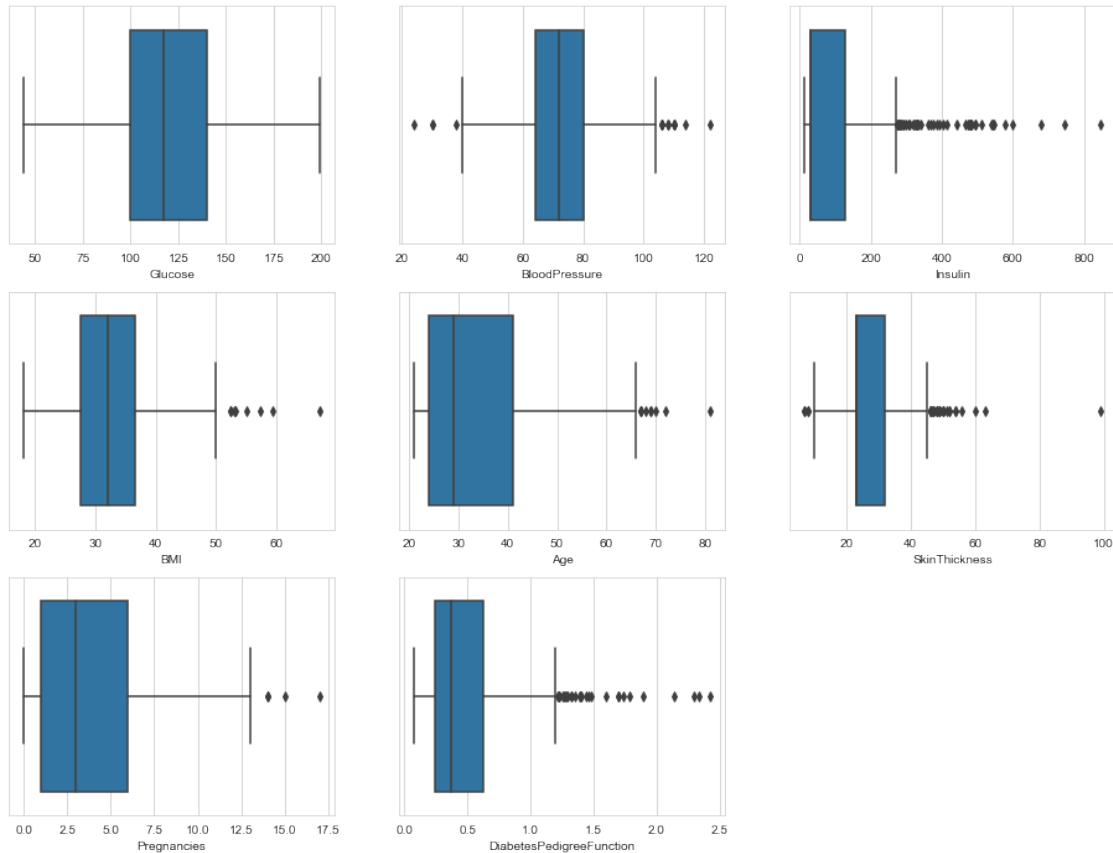 50 75 100 125 150 175 200
Glucose
20 40 60 80 100 120
BloodPressure
0 200 400 600 800
Insulin
20 30 40 50 60
BMI
20 30 40 50 60 70 80
Age
20 40 60 80 100
SkinThickness
0.0 2.5 5.0 7.5 10.0 12.5 15.0 17.5
Pregnancies
0.0 0.5 1.0 1.5 2.0 2.5
DiabetesPedigreeFunction